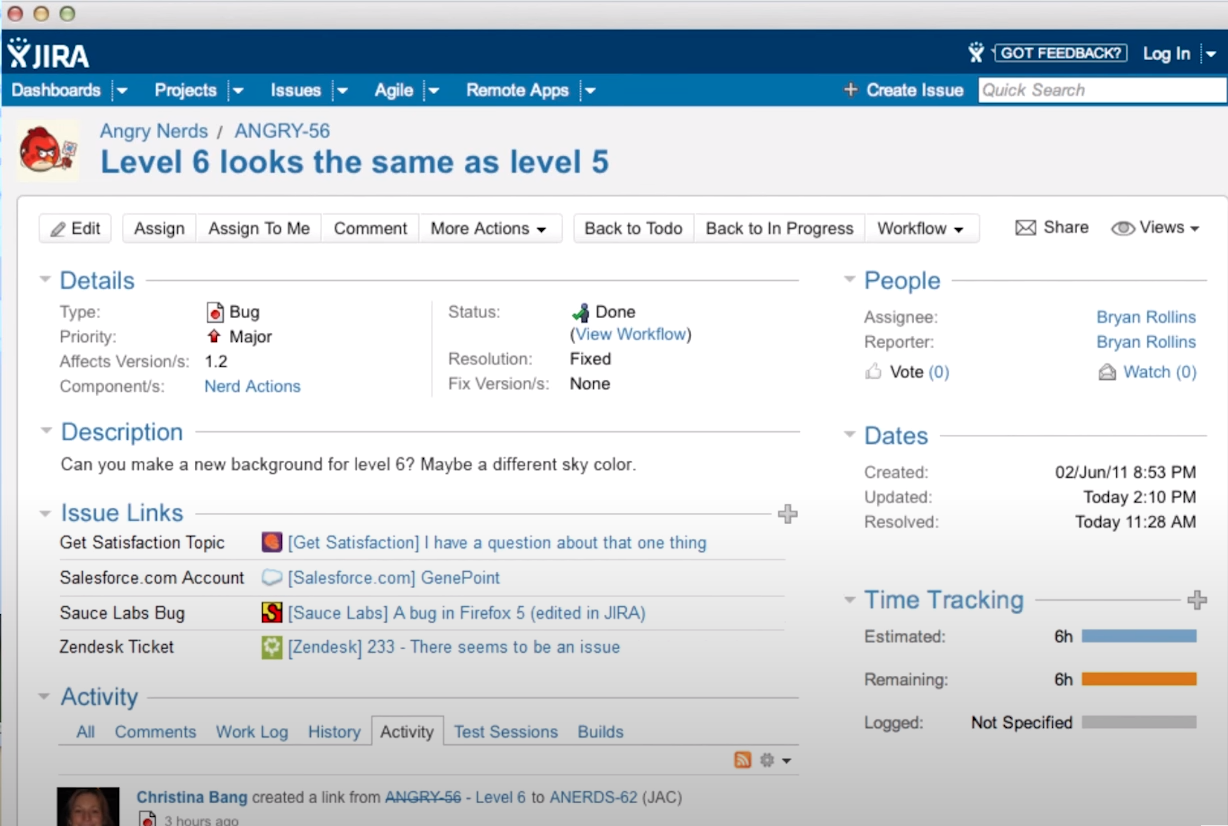 JIRA
GOT FEEDBACK? Log In
Dashboards Projects Issues Agile Remote Apps + Create Issue Quick Search
Angry Nerds / ANGRY-56
Level 6 looks the same as level 5
Edit Assign Assign To Me Comment More Actions Back to Todo Back to In Progress Workflow Share Views
Details
Type: Bug
Priority: Major
Affects Version/s: 1.2
Component/s: Nerd Actions
Status: Done
(View Workflow)
Resolution: Fixed
Fix Version/s: None
Description
Can you make a new background for level 6? Maybe a different sky color.
Issue Links
Get Satisfaction Topic [Get Satisfaction] I have a question about that one thing
Salesforce.com Account [Salesforce.com] GenePoint
Sauce Labs Bug [Sauce Labs] A bug in Firefox 5 (edited in JIRA)
Zendesk Ticket [Zendesk] 233 - There seems to be an issue
Activity
All Comments Work Log History Activity Test Sessions Builds
Christina Bang created a link from ANGRY-56 - Level 6 to ANERDS-62 (JAC)
3 hours ago
People
Assignee: Bryan Rollins
Reporter: Bryan Rollins
Vote (0) Watch (0)
Dates
Created: 02/Jun/11 8:53 PM
Updated: Today 2:10 PM
Resolved: Today 11:28 AM
Time Tracking
Estimated: 6h
Remaining: 6h
Logged: Not Specified